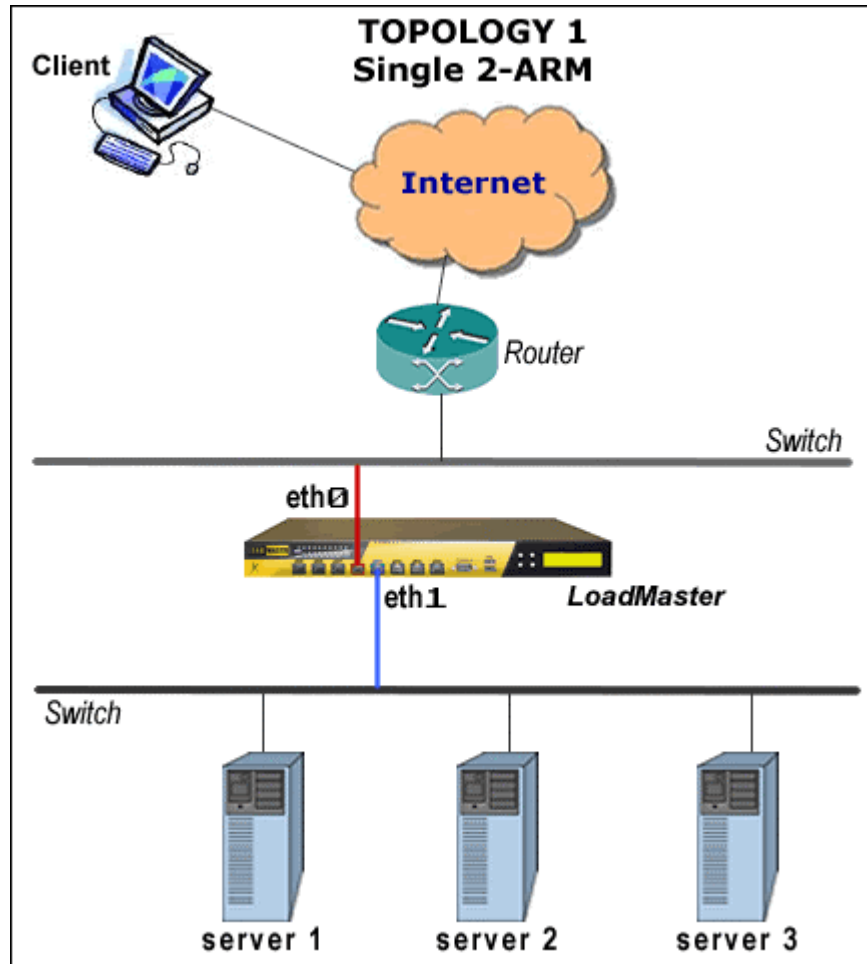 TOPOLOGY 1
Single 2-ARM
Client
Internet
Router
Switch
eth0
eth1
LoadMaster
Switch
server 1
server 2
server 3